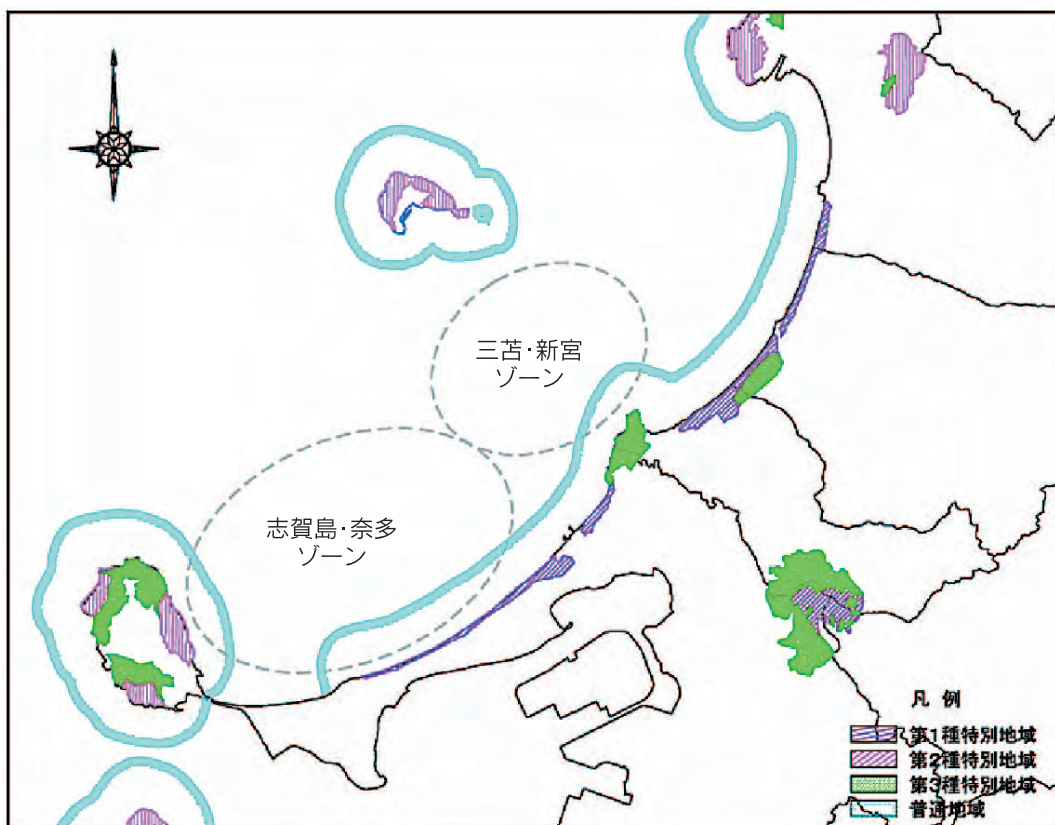 三苫・新宮
ゾーン
志賀島・奈多
ゾーン
凡 例
第1種特別地域
第2種特別地域
第3種特別地域
普通地域